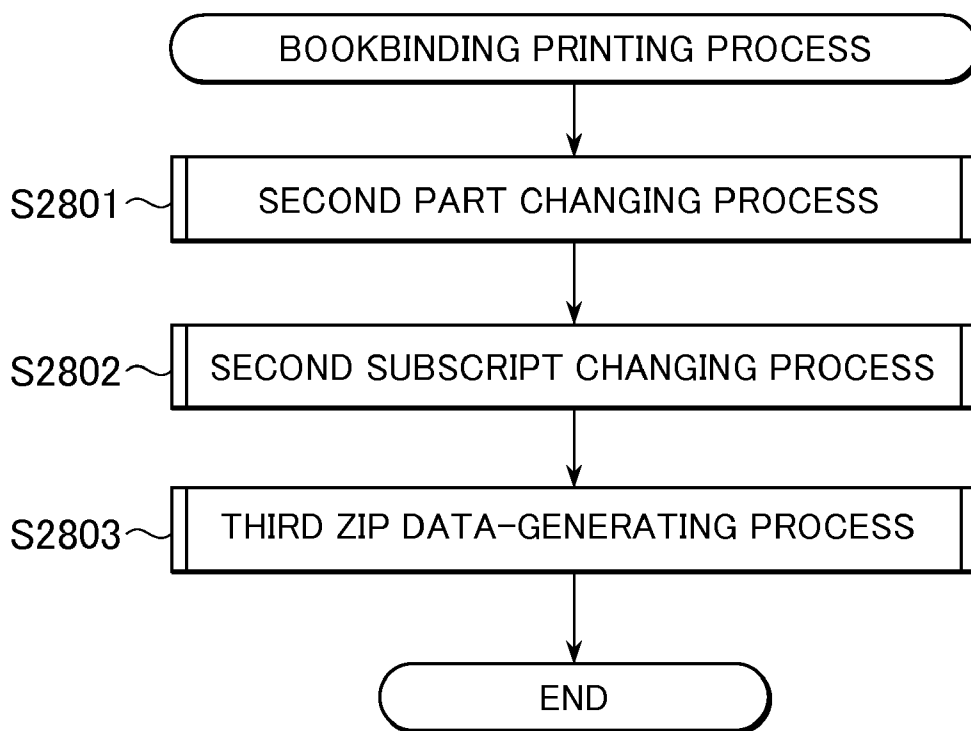 BOOKBINDING PRINTING PROCESS
S2801
SECOND PART CHANGING PROCESS
S2802
SECOND SUBSCRIPT CHANGING PROCESS
S2803
THIRD ZIP DATA-GENERATING PROCESS
END